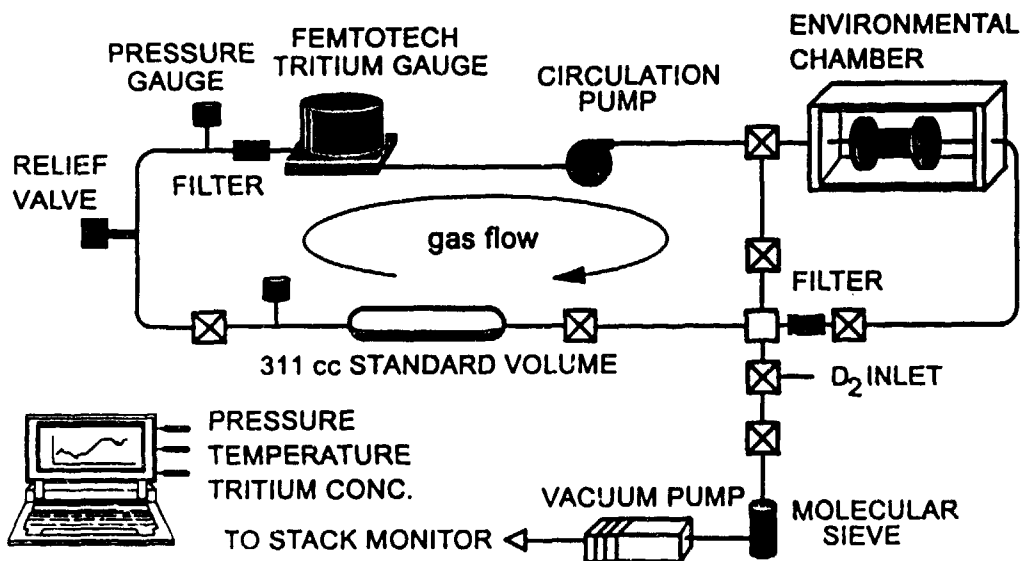 PRESSURE
GAUGE
FEMTOTECH
TRITIUM GAUGE
CIRCULATION
PUMP
ENVIRONMENTAL
CHAMBER
RELIEF
VALVE
FILTER
gas flow
FILTER
311 cc STANDARD VOLUME
D₂ INLET
PRESSURE
TEMPERATURE
TRITIUM CONC.
VACUUM PUMP
MOLECULAR
SIEVE
TO STACK MONITOR